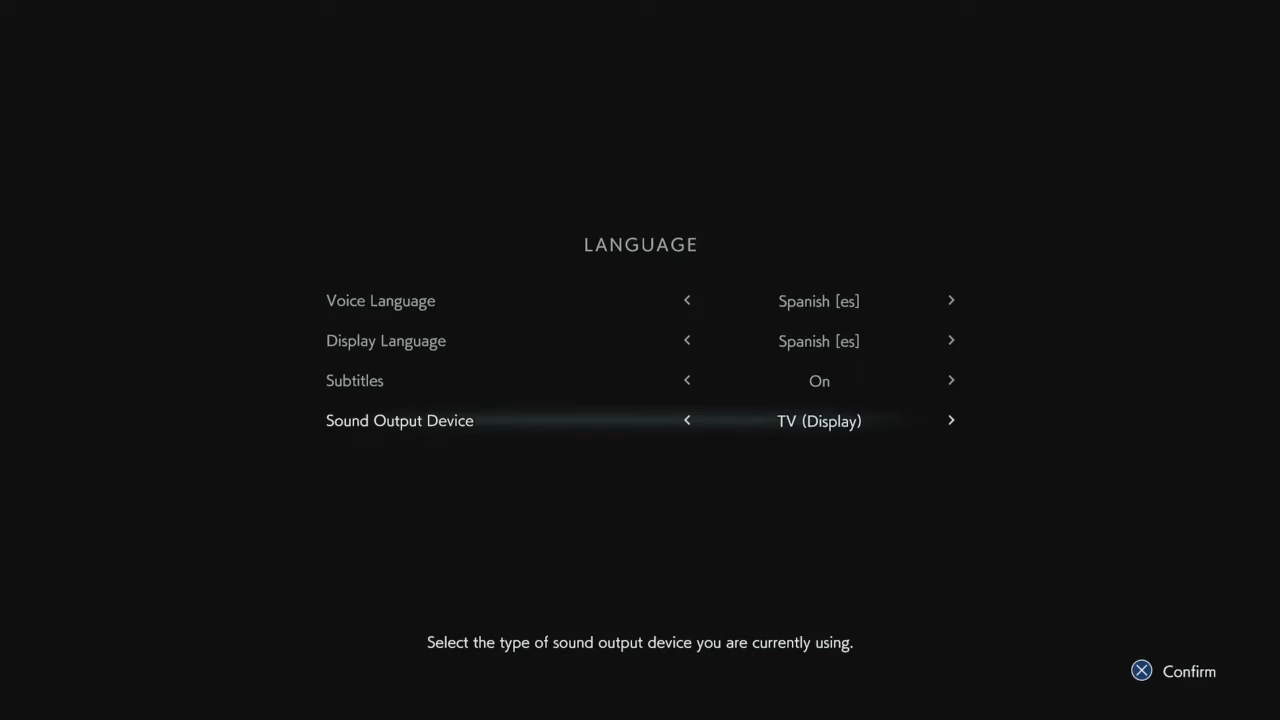 LANGUAGE
Voice Language < Spanish [es] >
Display Language < Spanish [es] >
Subtitles < On >
Sound Output Device < TV (Display) >
Select the type of sound output device you are currently using.
Confirm